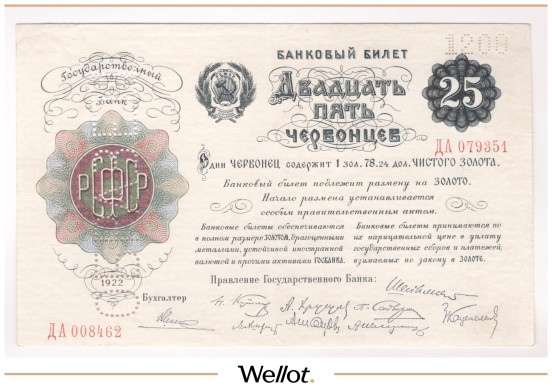 1200
БАНКОВЫЙ БИЛЕТ
Государственный
Банк
Двадцать
пять
червонцев
25
ДА 079351
Один ЧЕРВОНЕЦ содержит 1 зол. 78.24 дол. ЧИСТОГО ЗОЛОТА.
Банковый билет подлежит размену на ЗОЛОТО.
Начало размена устанавливается
особым правительственным актом.
РСФСР
Банковые билеты обеспечиваются
в полном размере ЗОЛОТОМ, драгоценными
металлами, устойчивой иностранной
валютой и прочими активами ГОСБАНКА.
Банковые билеты принимаются по
их нарицательной цене в уплату
государственных сборов и платежей,
взимаемых по закону в ЗОЛОТЕ.
1922
Правление Государственного Банка:
Бухгалтер
ДА 008462
Wellot.